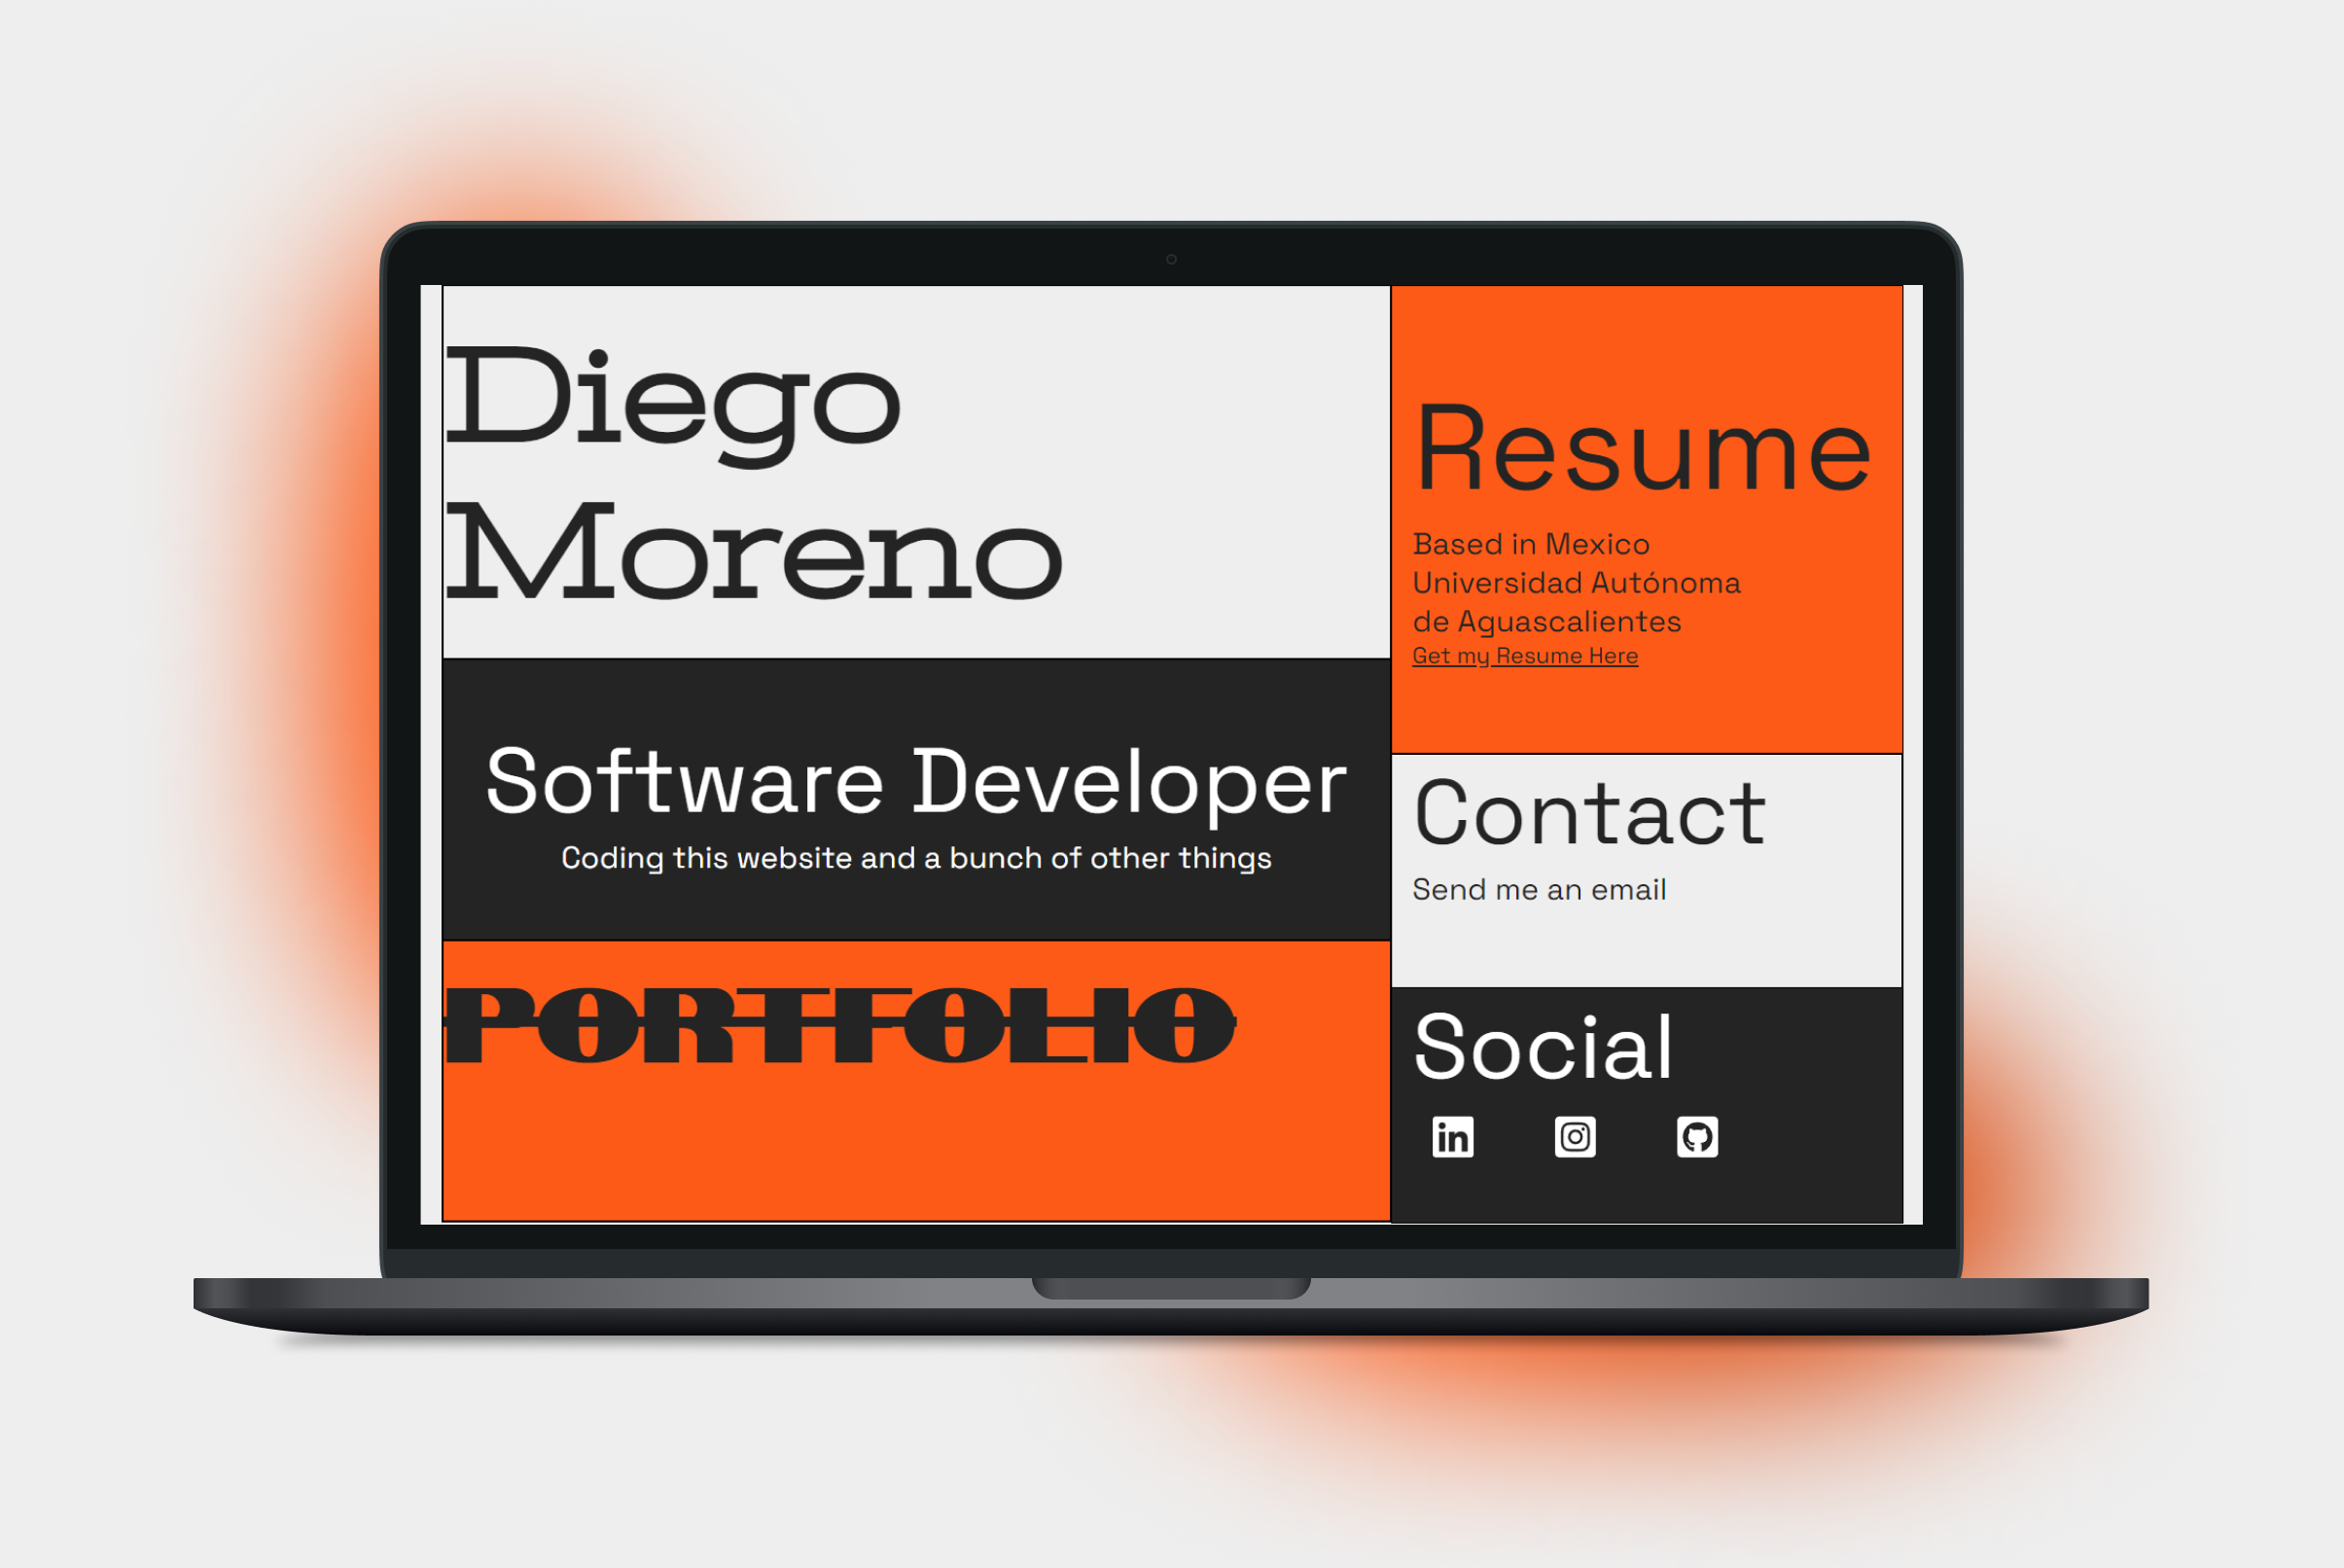 Diego
Moreno
Software Developer
Coding this website and a bunch of other things
PORTFOLIO
Resume
Based in Mexico
Universidad Autónoma
de Aguascalientes
Get my Resume Here
Contact
Send me an email
Social
in